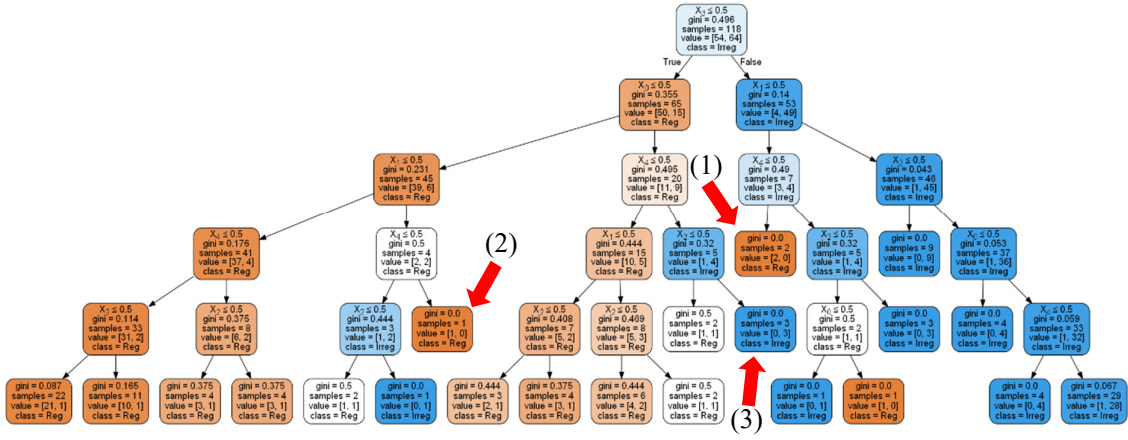 X₃ ≤ 0.5
gini = 0.496
samples = 118
value = [54, 64]
class = Irreg
True
False
X₀ ≤ 0.5
gini = 0.355
samples = 65
value = [50, 15]
class = Reg
X₁ ≤ 0.5
gini = 0.14
samples = 53
value = [4, 49]
class = Irreg
X₁ ≤ 0.5
gini = 0.231
samples = 45
value = [39, 6]
class = Reg
X₄ ≤ 0.5
gini = 0.495
samples = 20
value = [11, 9]
class = Reg
(1)
X₄ ≤ 0.5
gini = 0.49
samples = 7
value = [3, 4]
class = Irreg
X₂ ≤ 0.5
gini = 0.043
samples = 46
value = [1, 45]
class = Irreg
X₄ ≤ 0.5
gini = 0.176
samples = 41
value = [37, 4]
class = Reg
X₄ ≤ 0.5
gini = 0.5
samples = 4
value = [2, 2]
class = Reg
(2)
X₁ ≤ 0.5
gini = 0.444
samples = 15
value = [10, 5]
class = Reg
X₂ ≤ 0.5
gini = 0.32
samples = 5
value = [1, 4]
class = Irreg
gini = 0.0
samples = 2
value = [2, 0]
class = Reg
X₂ ≤ 0.5
gini = 0.32
samples = 5
value = [1, 4]
class = Irreg
gini = 0.0
samples = 9
value = [0, 9]
class = Irreg
X₀ ≤ 0.5
gini = 0.053
samples = 37
value = [1, 36]
class = Irreg
X₂ ≤ 0.5
gini = 0.114
samples = 33
value = [31, 2]
class = Reg
X₂ ≤ 0.5
gini = 0.375
samples = 8
value = [6, 2]
class = Reg
X₂ ≤ 0.5
gini = 0.444
samples = 3
value = [1, 2]
class = Irreg
gini = 0.0
samples = 1
value = [1, 0]
class = Reg
X₂ ≤ 0.5
gini = 0.408
samples = 7
value = [5, 2]
class = Reg
X₂ ≤ 0.5
gini = 0.469
samples = 8
value = [5, 3]
class = Reg
gini = 0.5
samples = 2
value = [1, 1]
class = Reg
gini = 0.0
samples = 3
value = [0, 3]
class = Irreg
X₀ ≤ 0.5
gini = 0.5
samples = 2
value = [1, 1]
class = Reg
gini = 0.0
samples = 3
value = [0, 3]
class = Irreg
gini = 0.0
samples = 4
value = [0, 4]
class = Irreg
X₄ ≤ 0.5
gini = 0.059
samples = 33
value = [1, 32]
class = Irreg
gini = 0.087
samples = 22
value = [21, 1]
class = Reg
gini = 0.165
samples = 11
value = [10, 1]
class = Reg
gini = 0.375
samples = 4
value = [3, 1]
class = Reg
gini = 0.375
samples = 4
value = [3, 1]
class = Reg
gini = 0.5
samples = 2
value = [1, 1]
class = Reg
gini = 0.0
samples = 1
value = [0, 1]
class = Irreg
gini = 0.444
samples = 3
value = [2, 1]
class = Reg
gini = 0.375
samples = 4
value = [3, 1]
class = Reg
gini = 0.444
samples = 6
value = [4, 2]
class = Reg
gini = 0.5
samples = 2
value = [1, 1]
class = Reg
(3)
gini = 0.0
samples = 1
value = [0, 1]
class = Irreg
gini = 0.0
samples = 1
value = [1, 0]
class = Reg
gini = 0.0
samples = 4
value = [0, 4]
class = Irreg
gini = 0.067
samples = 29
value = [1, 28]
class = Irreg